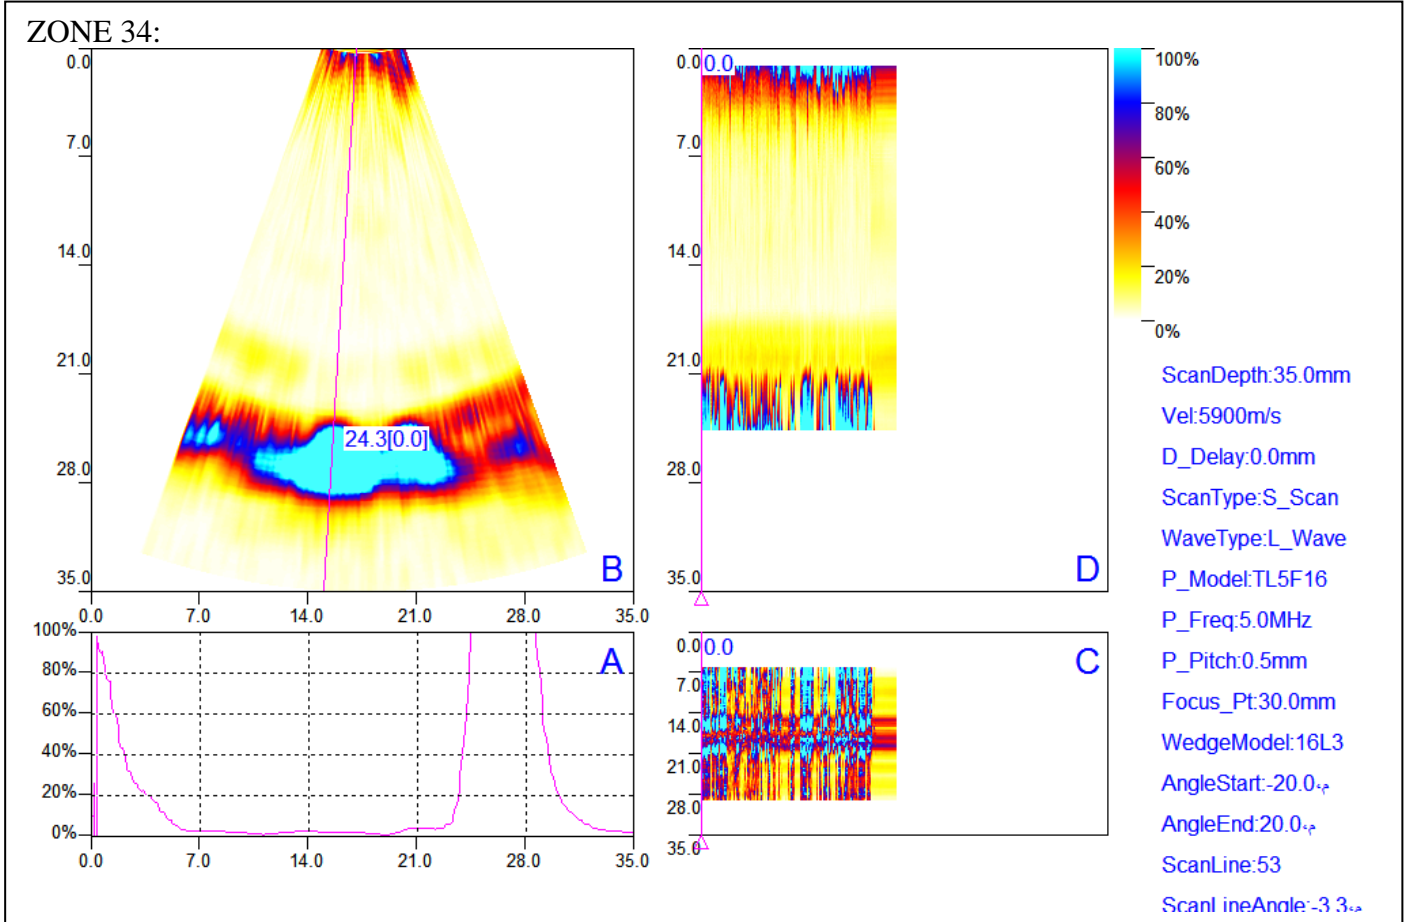 ZONE 34:
0.0
7.0
14.0
21.0
28.0
35.0
24.3[0.0]
B
0.0 7.0 14.0 21.0 28.0 35.0
0.0
7.0
14.0
21.0
28.0
35.0
0.0
D
100%
80%
60%
40%
20%
0%
100%
80%
60%
40%
20%
0%
A
0.0 7.0 14.0 21.0 28.0 35.0
0.0
7.0
14.0
21.0
28.0
35.0
0.0
C
ScanDepth:35.0mm
Vel:5900m/s
D_Delay:0.0mm
ScanType:S_Scan
WaveType:L_Wave
P_Model:TL5F16
P_Freq:5.0MHz
P_Pitch:0.5mm
Focus_Pt:30.0mm
WedgeModel:16L3
AngleStart:-20.0
AngleEnd:20.0
ScanLine:53
ScanLineAngle:-3.3